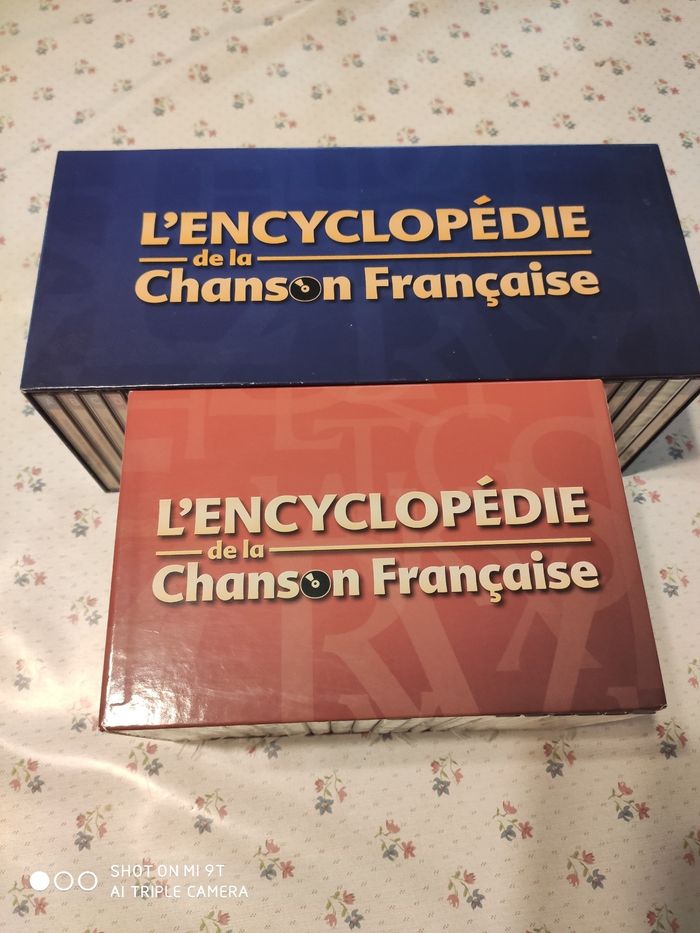 L'ENCYCLOPÉDIE
de la
Chanson Française
L'ENCYCLOPÉDIE
de la
Chanson Française
SHOT ON MI 9T
AI TRIPLE CAMERA